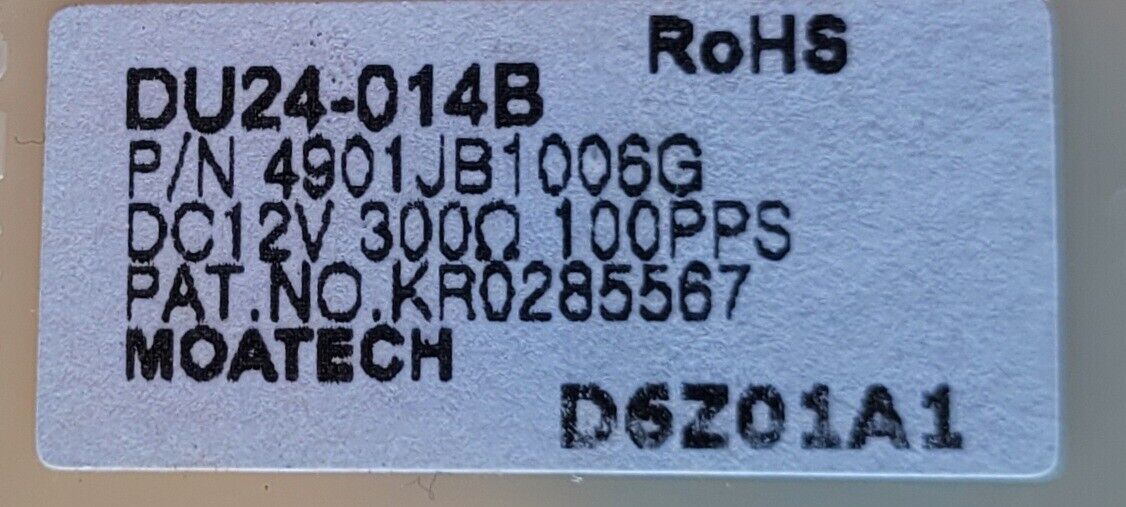 RoHS
DU24-014B
P/N 4901JB1006G
DC12V 300Ω 100PPS
PAT.NO.KR0285567
MOATECH
D6Z01A1